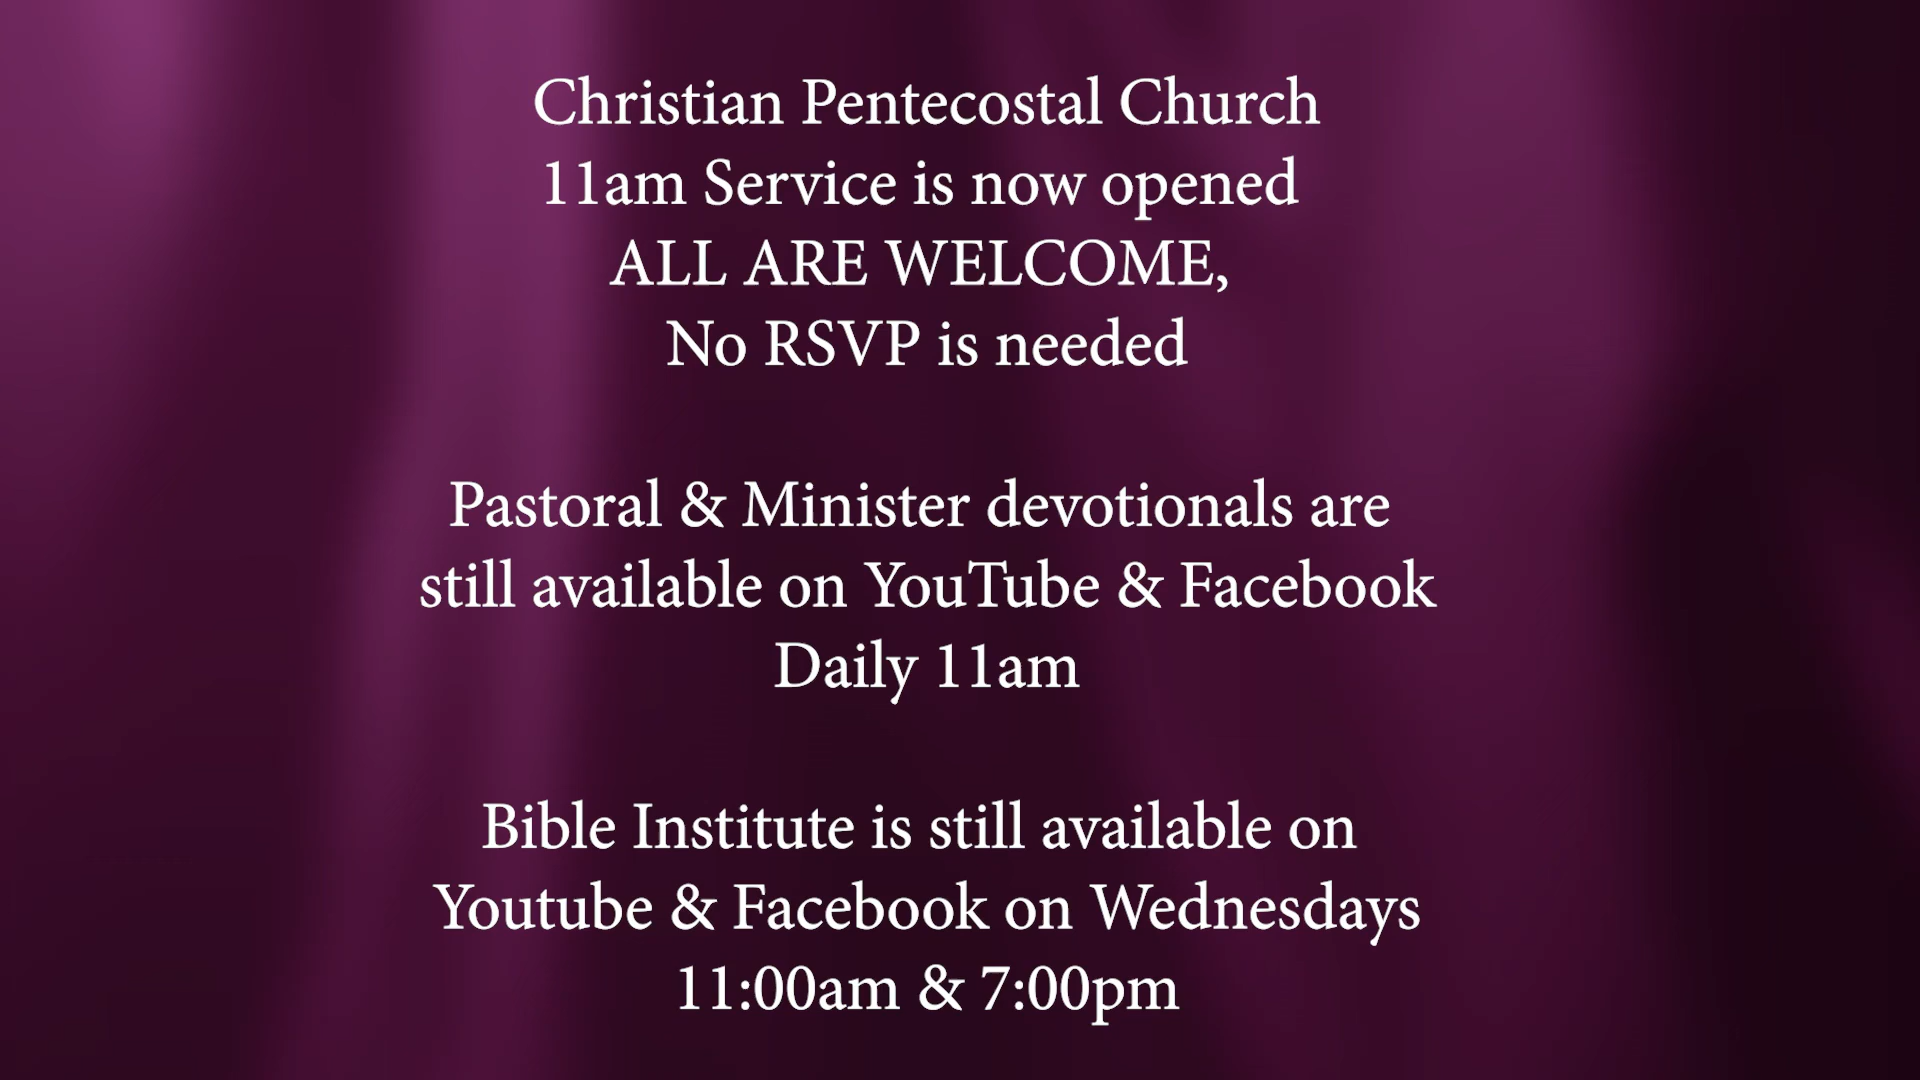 Christian Pentecostal Church
11am Service is now opened
ALL ARE WELCOME,
No RSVP is needed
Pastoral & Minister devotionals are
still available on YouTube & Facebook
Daily 11am
Bible Institute is still available on
Youtube & Facebook on Wednesdays
11:00am & 7:00pm